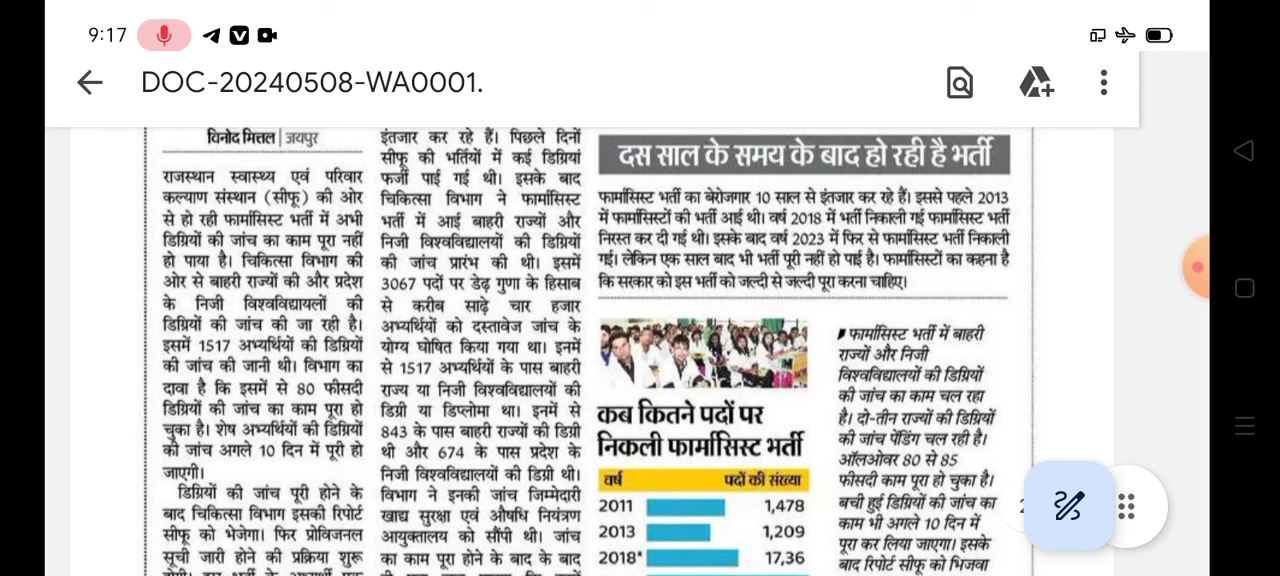 9:17
DOC-20240508-WA0001.
विनोद मित्तल | जयपुर
राजस्थान स्वास्थ्य एवं परिवार
कल्याण संस्थान (सीफू) की ओर
से हो रही फार्मासिस्ट भर्ती में अभी
डिग्रियों की जांच का काम पूरा नहीं
हो पाया है। चिकित्सा विभाग की
ओर से बाहरी राज्यों की और प्रदेश
के निजी विश्वविद्यायलों की
डिग्रियों की जांच की जा रही है।
इसमें 1517 अभ्यर्थियों की डिग्रियों
की जांच की जानी थी। विभाग का
दावा है कि इसमें से 80 फीसदी
डिग्रियों की जांच का काम पूरा हो
चुका है। शेष अभ्यर्थियों की डिग्रियों
की जांच अगले 10 दिन में पूरी हो
जाएगी।
डिग्रियों की जांच पूरी होने के
बाद चिकित्सा विभाग इसकी रिपोर्ट
सीफू को भेजेगा। फिर प्रोविजनल
सूची जारी होने की प्रक्रिया शुरू
इंतजार कर रहे हैं। पिछले दिनों
सीफू की भर्तियों में कई डिग्रियां
फर्जी पाई गई थी। इसके बाद
चिकित्सा विभाग ने फार्मासिस्ट
भर्ती में आई बाहरी राज्यों और
निजी विश्वविद्यालयों की डिग्रियों
की जांच प्रारंभ की थी। इसमें
3067 पदों पर डेढ़ गुणा के हिसाब
से करीब साढ़े चार हजार
अभ्यर्थियों को दस्तावेज जांच के
योग्य घोषित किया गया था। इनमें
से 1517 अभ्यर्थियों के पास बाहरी
राज्य या निजी विश्वविद्यालयों की
डिग्री या डिप्लोमा था। इनमें से
843 के पास बाहरी राज्यों की डिग्री
थी और 674 के पास प्रदेश के
निजी विश्वविद्यालयों की डिग्री थी।
विभाग ने इनकी जांच जिम्मेदारी
खाद्य सुरक्षा एवं औषधि नियंत्रण
आयुक्तालय को सौंपी थी। जांच
का काम पूरा होने के बाद के बाद
दस साल के समय के बाद हो रही है भर्ती
फार्मासिस्ट भर्ती का बेरोजगार 10 साल से इंतजार कर रहे हैं। इससे पहले 2013
में फार्मासिस्टों की भर्ती आई थी। वर्ष 2018 में भर्ती निकाली गई फार्मासिस्ट भर्ती
निरस्त कर दी गई थी। इसके बाद वर्ष 2023 में फिर से फार्मासिस्ट भर्ती निकाली
गई। लेकिन एक साल बाद भी भर्ती पूरी नहीं हो पाई है। फार्मासिस्टों का कहना है
कि सरकार को इस भर्ती को जल्दी से जल्दी पूरा करना चाहिए।
कब कितने पदों पर
निकली फार्मासिस्ट भर्ती
वर्ष पदों की संख्या
2011 1,478
2013 1,209
2018* 17,36
फार्मासिस्ट भर्ती में बाहरी
राज्यों और निजी
विश्वविद्यालयों की डिग्रियों
की जांच का काम चल रहा
है। दो-तीन राज्यों की डिग्रियों
की जांच पेंडिंग चल रही है।
ऑलओवर 80 से 85
फीसदी काम पूरा हो चुका है।
बची हुई डिग्रियों की जांच का
काम भी अगले 10 दिन में
पूरा कर लिया जाएगा। इसके
बाद रिपोर्ट सीफू को भिजवा